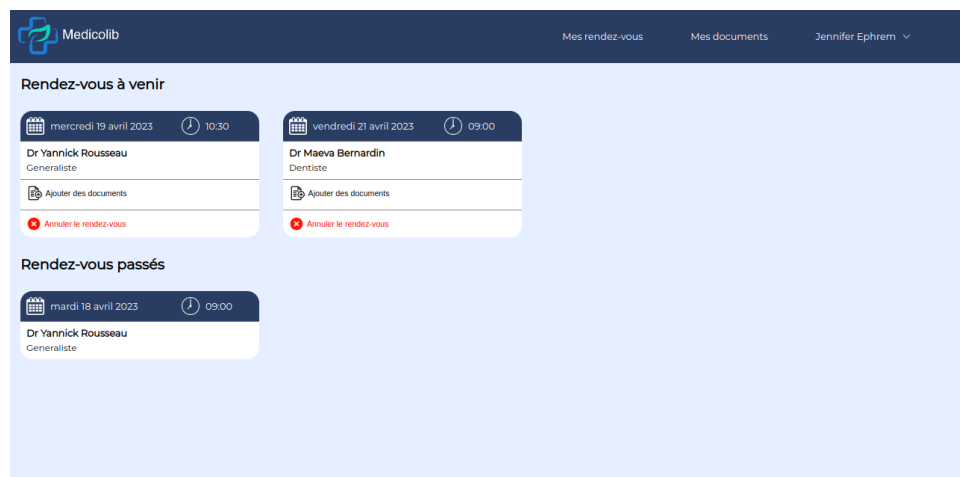 Medicolib
Mes rendez-vous Mes documents Jennifer Ephrem
Rendez-vous à venir
mercredi 19 avril 2023 10:30
Dr Yannick Rousseau
Generaliste
Ajouter des documents
Annuler le rendez-vous
vendredi 21 avril 2023 09:00
Dr Maeva Bernardin
Dentiste
Ajouter des documents
Annuler le rendez-vous
Rendez-vous passés
mardi 18 avril 2023 09:00
Dr Yannick Rousseau
Generaliste